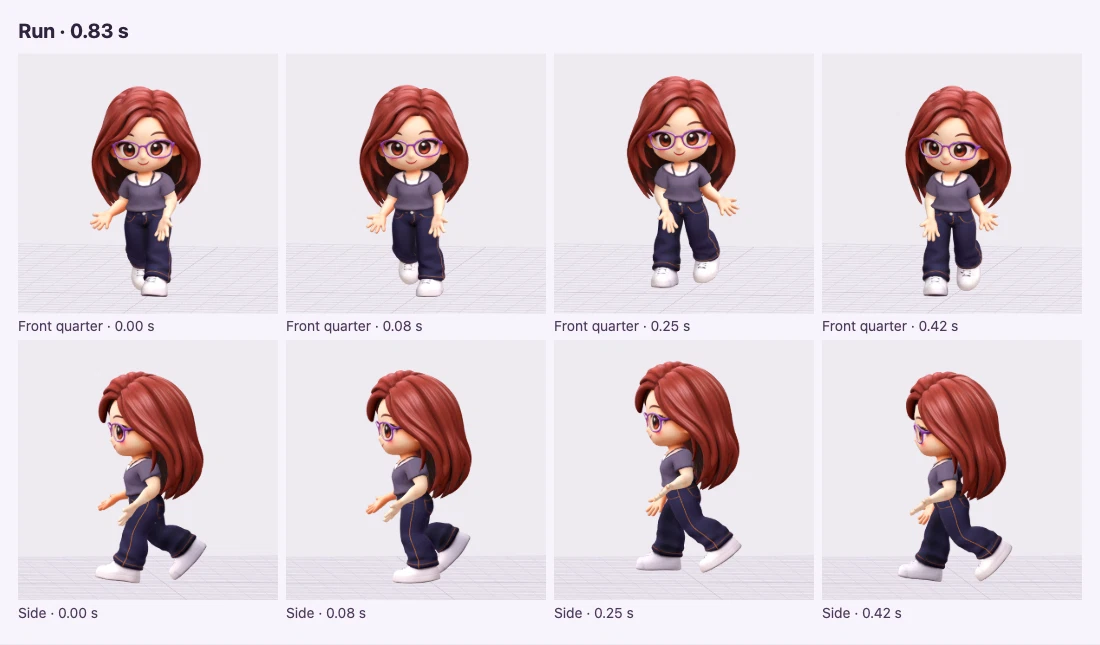 Run · 0.83 s
Front quarter · 0.00 s
Front quarter · 0.08 s
Front quarter · 0.25 s
Front quarter · 0.42 s
Side · 0.00 s
Side · 0.08 s
Side · 0.25 s
Side · 0.42 s